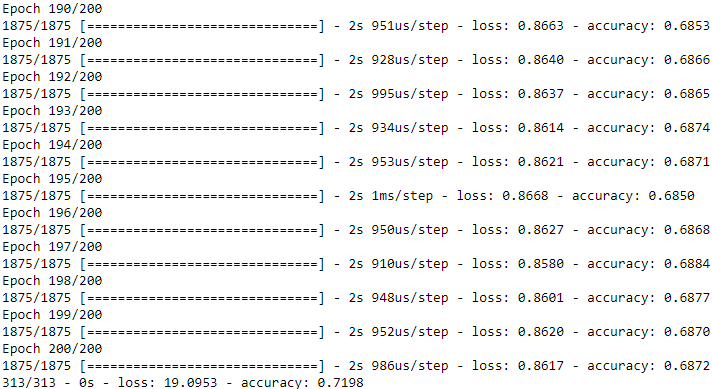 Epoch 190/200
1875/1875 [==============================] - 2s 951us/step - loss: 0.8663 - accuracy: 0.6853
Epoch 191/200
1875/1875 [==============================] - 2s 928us/step - loss: 0.8640 - accuracy: 0.6866
Epoch 192/200
1875/1875 [==============================] - 2s 995us/step - loss: 0.8637 - accuracy: 0.6865
Epoch 193/200
1875/1875 [==============================] - 2s 934us/step - loss: 0.8614 - accuracy: 0.6874
Epoch 194/200
1875/1875 [==============================] - 2s 953us/step - loss: 0.8621 - accuracy: 0.6871
Epoch 195/200
1875/1875 [==============================] - 2s 1ms/step - loss: 0.8668 - accuracy: 0.6850
Epoch 196/200
1875/1875 [==============================] - 2s 950us/step - loss: 0.8627 - accuracy: 0.6868
Epoch 197/200
1875/1875 [==============================] - 2s 910us/step - loss: 0.8580 - accuracy: 0.6884
Epoch 198/200
1875/1875 [==============================] - 2s 948us/step - loss: 0.8601 - accuracy: 0.6877
Epoch 199/200
1875/1875 [==============================] - 2s 952us/step - loss: 0.8620 - accuracy: 0.6870
Epoch 200/200
1875/1875 [==============================] - 2s 986us/step - loss: 0.8617 - accuracy: 0.6872
313/313 - 0s - loss: 19.0953 - accuracy: 0.7198